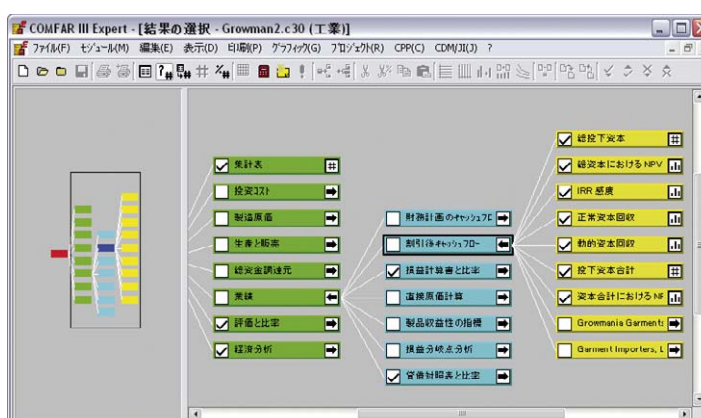 COMFAR III Expert - [結果の選択 - Growman2.c30 (工業)]
ファイル(F) モジュール(M) 編集(E) 表示(D) 印刷(P) グラフィック(G) プロジェクト(R) CPP(C) CDM/JI(J) ?
集計表
投資コスト
製造原価
生産と販売
総資金調達元
業績
評価と比率
経済分析
財務計画のキャッシュフロ
割引後キャッシュフロー
損益計算書と比率
直接原価計算
製品収益性の指標
損益分岐点分析
貸借対照表と比率
総投下資本
総資本におけるNPV
IRR 感度
正常資本回収
動的資本回収
投下資本合計
資本合計におけるNF
Growmania Garments
Garment Importers, L